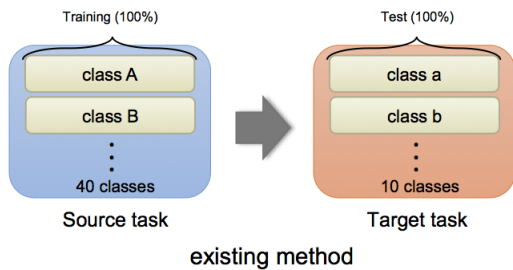 Training (100%)
class A
class B
40 classes
Source task
Test (100%)
class a
class b
10 classes
Target task
existing method